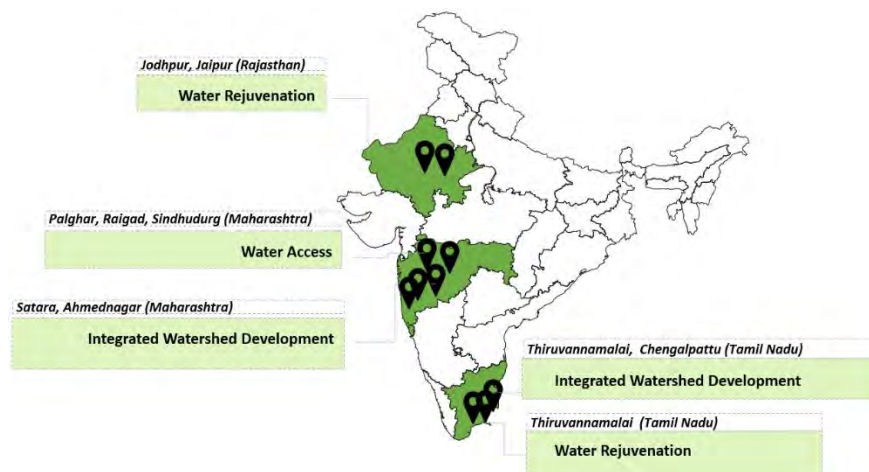 Jodhpur, Jaipur (Rajasthan)
Water Rejuvenation
Palghar, Raigad, Sindhudurg (Maharashtra)
Water Access
Satara, Ahmednagar (Maharashtra)
Integrated Watershed Development
Thiruvannamalai, Chengalpattu (Tamil Nadu)
Integrated Watershed Development
Thiruvannamalai (Tamil Nadu)
Water Rejuvenation